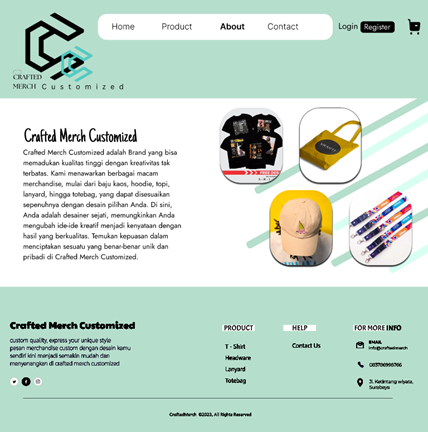 Home Product About Contact Login Register
CRAFTED
MERCH Customized
Crafted Merch Customized
Crafted Merch Customized adalah Brand yang bisa
memadukan kualitas tinggi dengan kreativitas tak
terbatas. Kami menawarkan berbagai macam
merchandise, mulai dari baju kaos, hoodie, topi,
lanyard, hingga totebag, yang dapat disesuaikan
sepenuhnya dengan desain pilihan Anda. Di sini,
Anda adalah desainer sejati, memungkinkan Anda
mengubah ide-ide kreatif menjadi kenyataan dengan
hasil yang berkualitas. Temukan kepuasan dalam
menciptakan sesuatu yang benar-benar unik dan
pribadi di Crafted Merch Customized.
Crafted Merch Customized
custom quality, express your unique style
pesan merchandise custom dengan desain kamu
sendiri kini menjadi semakin mudah dan
menyenangkan di crafted merch customized
PRODUCT
T - Shirt
Headware
Lanyard
Totebag
HELP
Contact Us
FOR MORE INFO
EMAIL
info@craftedmerch
Jl. Kedintang wiyata,
Surabaya
CraftedMerch ©2023, All Rights Reserved